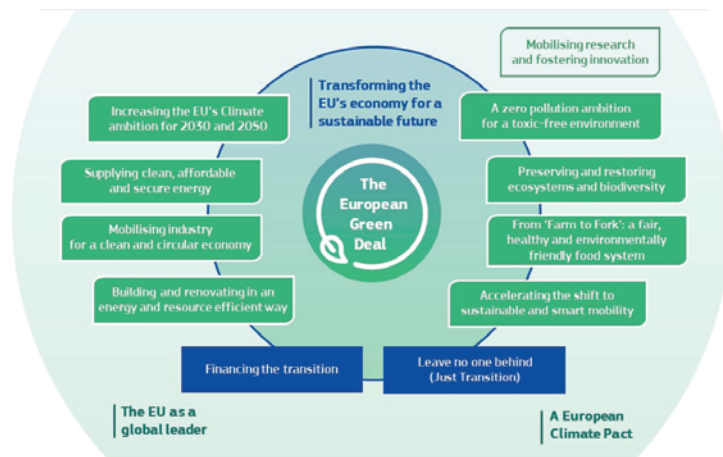 Mobilising research
and fostering innovation
Transforming the
EU's economy for a
sustainable future
Increasing the EU's Climate
ambition for 2030 and 2050
A zero pollution ambition
for a toxic-free environment
Supplying clean, affordable
and secure energy
Preserving and restoring
ecosystems and biodiversity
The
European
Green
Deal
Mobilising industry
for a clean and circular economy
From 'Farm to Fork': a fair,
healthy and environmentally
friendly food system
Building and renovating in an
energy and resource efficient way
Accelerating the shift to
sustainable and smart mobility
Financing the transition
Leave no one behind
(Just Transition)
The EU as a
global leader
A European
Climate Pact